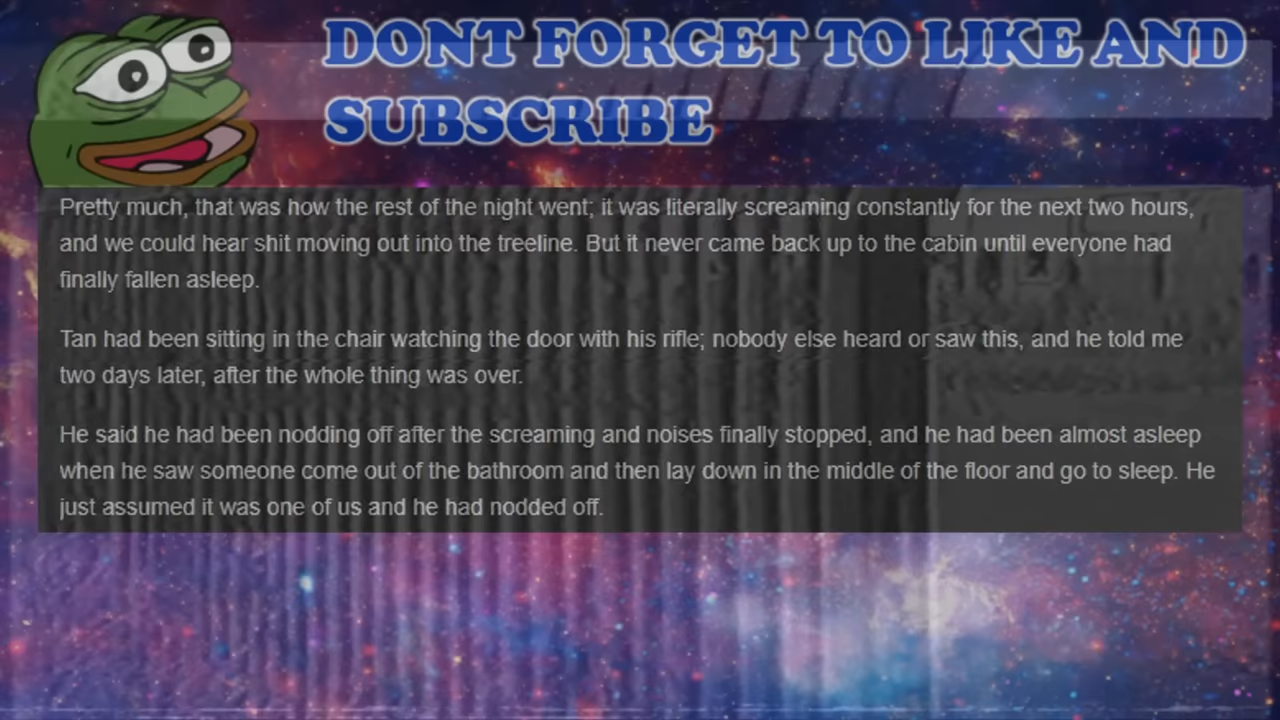 DONT FORGET TO LIKE AND
SUBSCRIBE
Pretty much, that was how the rest of the night went; it was literally screaming constantly for the next two hours,
and we could hear shit moving out into the treeline. But it never came back up to the cabin until everyone had
finally fallen asleep.
Tan had been sitting in the chair watching the door with his rifle; nobody else heard or saw this, and he told me
two days later, after the whole thing was over.
He said he had been nodding off after the screaming and noises finally stopped, and he had been almost asleep
when he saw someone come out of the bathroom and then lay down in the middle of the floor and go to sleep. He
just assumed it was one of us and he had nodded off.